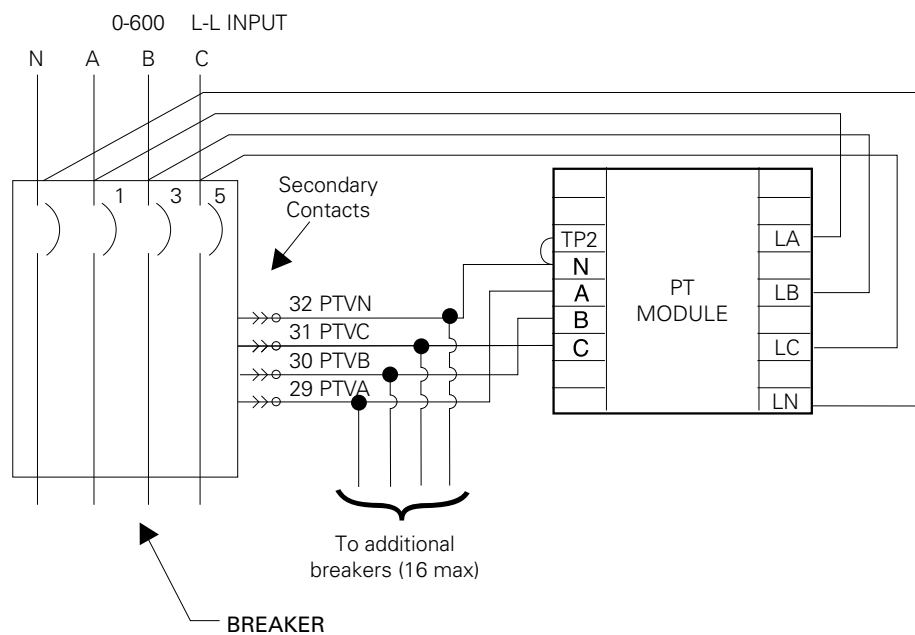 0-600 L-L INPUT
N A B C
1 3 5
Secondary
Contacts
32 PTVN
31 PTVC
30 PTVB
29 PTVA
TP2
N
A
B
C
PT
MODULE
LA
LB
LC
LN
To additional
breakers (16 max)
BREAKER